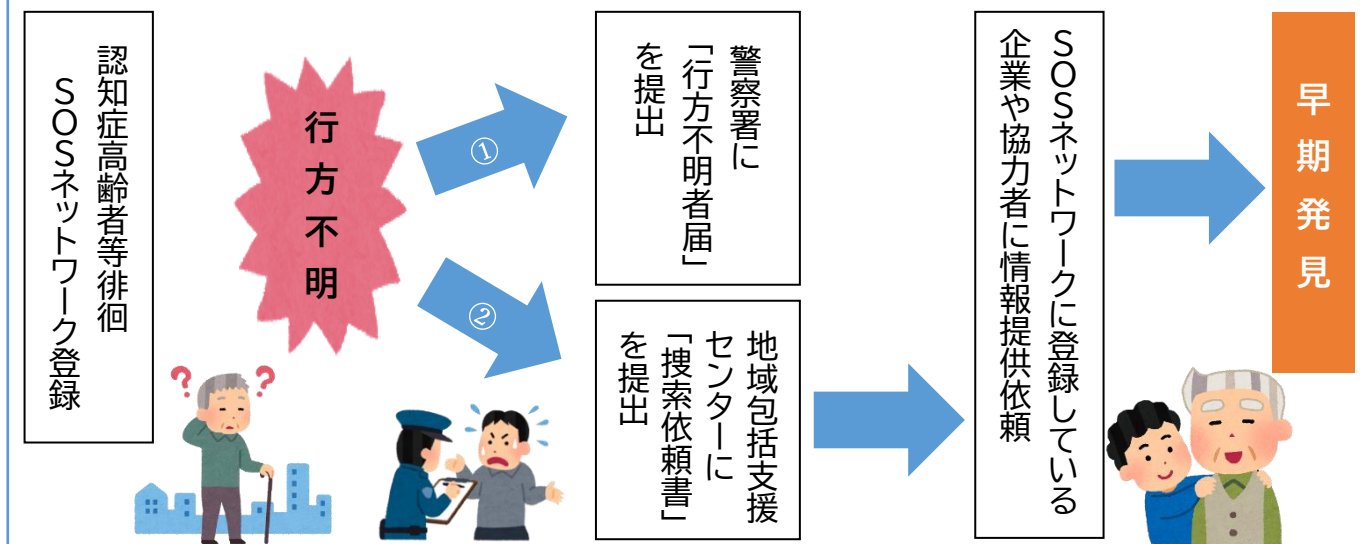 認知症高齢者等徘徊
SOSネットワーク登録
行方不明
①
②
警察署に
「行方不明者届」
を提出
地域包括支援
センターに
「捜索依頼書」
を提出
SOSネットワークに登録している
企業や協力者に情報提供依頼
早期発見
? ?